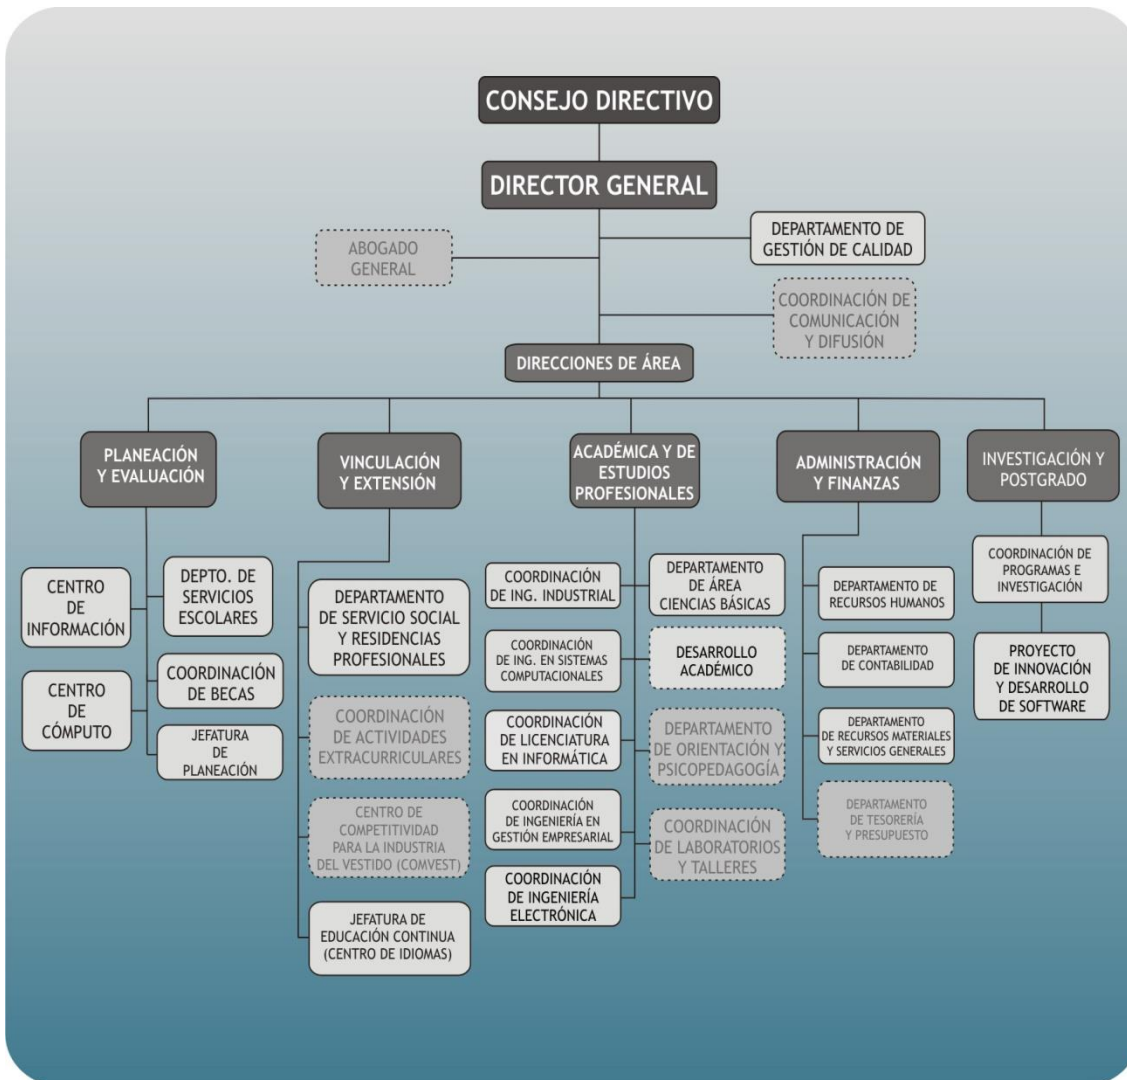 CONSEJO DIRECTIVO
DIRECTOR GENERAL
DEPARTAMENTO DE
GESTIÓN DE CALIDAD
ABOGADO
GENERAL
COORDINACIÓN DE
COMUNICACIÓN
Y DIFUSIÓN
DIRECCIONES DE ÁREA
PLANEACIÓN
Y EVALUACIÓN
VINCULACIÓN
Y EXTENSIÓN
ACADÉMICA Y DE
ESTUDIOS
PROFESIONALES
ADMINISTRACIÓN
Y FINANZAS
INVESTIGACIÓN Y
POSTGRADO
CENTRO
DE
INFORMACIÓN
DEPTO. DE
SERVICIOS
ESCOLARES
CENTRO
DE
CÓMPUTO
COORDINACIÓN
DE BECAS
JEFATURA
DE
PLANEACIÓN
DEPARTAMENTO
DE SERVICIO SOCIAL
Y RESIDENCIAS
PROFESIONALES
COORDINACIÓN
DE ACTIVIDADES
EXTRACURRICULARES
CENTRO DE
COMPETITIVIDAD
PARA LA INDUSTRIA
DEL VESTIDO (COMVEST)
JEFATURA DE
EDUCACIÓN CONTINUA
(CENTRO DE IDIOMAS)
COORDINACIÓN
DE ING. INDUSTRIAL
DEPARTAMENTO
DE ÁREA
CIENCIAS BÁSICAS
COORDINACIÓN
DE ING. EN SISTEMAS
COMPUTACIONALES
DESARROLLO
ACADÉMICO
COORDINACIÓN
DE LICENCIATURA
EN INFORMÁTICA
DEPARTAMENTO
DE ORIENTACIÓN Y
PSICOPEDAGOGÍA
COORDINACIÓN
DE INGENIERÍA EN
GESTIÓN EMPRESARIAL
COORDINACIÓN
DE LABORATORIOS
Y TALLERES
COORDINACIÓN
DE INGENIERÍA
ELECTRÓNICA
DEPARTAMENTO DE
RECURSOS HUMANOS
DEPARTAMENTO
DE CONTABILIDAD
DEPARTAMENTO
DE RECURSOS MATERIALES
Y SERVICIOS GENERALES
DEPARTAMENTO
DE TESORERÍA
Y PRESUPUESTO
COORDINACIÓN DE
PROGRAMAS E
INVESTIGACIÓN
PROYECTO
DE INNOVACIÓN
Y DESARROLLO
DE SOFTWARE